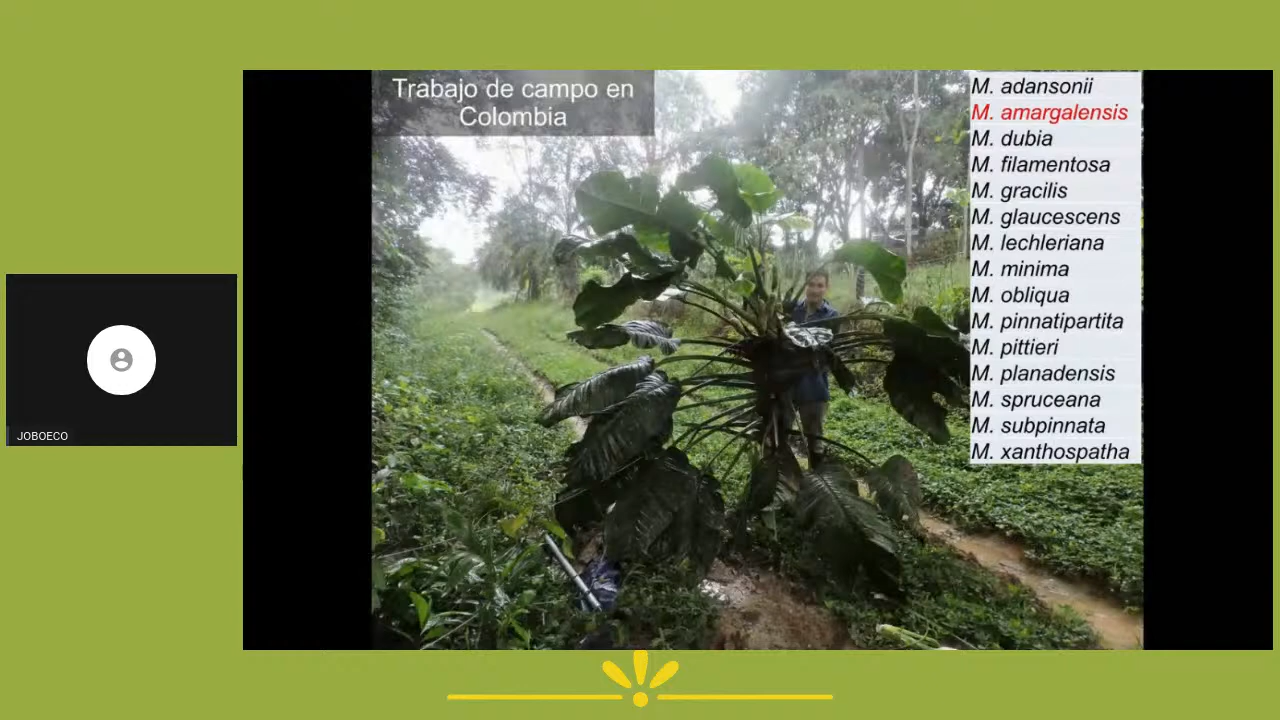 Trabajo de campo en
Colombia
M. adansonii
M. amargalensis
M. dubia
M. filamentosa
M. gracilis
M. glaucescens
M. lechleriana
M. minima
M. obliqua
M. pinnatipartita
M. pittieri
M. planadensis
M. spruceana
M. subpinnata
M. xanthospatha
JOBOECO